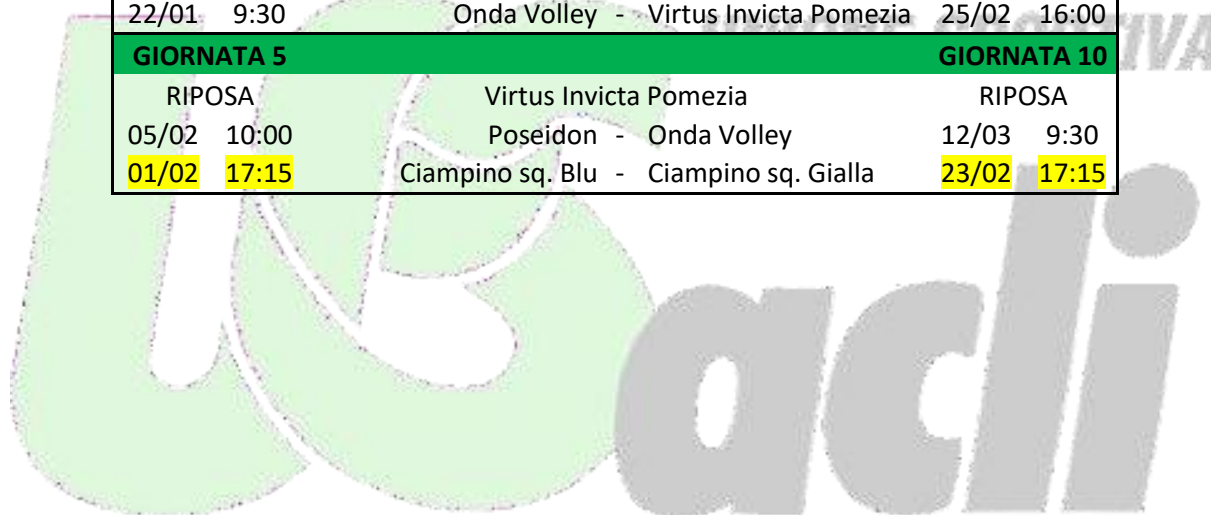 22/01 9:30 Onda Volley - Virtus Invicta Pomezia 25/02 16:00
GIORNATA 5 GIORNATA 10
RIPOSA Virtus Invicta Pomezia RIPOSA
05/02 10:00 Poseidon - Onda Volley 12/03 9:30
01/02 17:15 Ciampino sq. Blu - Ciampino sq. Gialla 23/02 17:15
acli